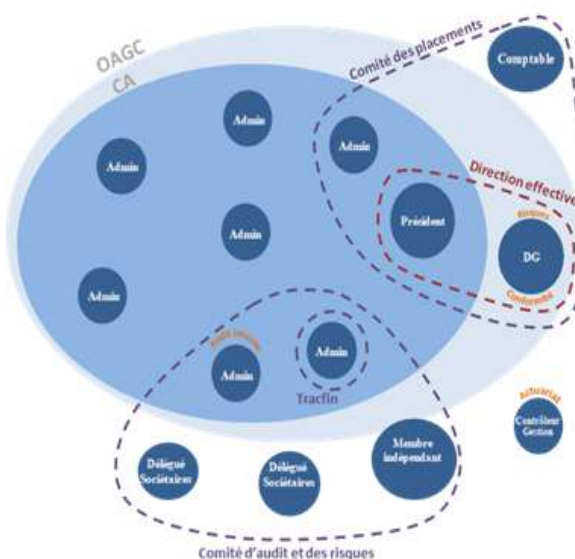 OAGC
CA
Comité des placements
Comptable
Admin
Admin
Admin
Direction effective
Précident
Risques
DG
Conformité
Admin
Admin
Admin
Admin
Tracfin
Actuariat
Contrôleur
Gestion
Délégué
Sociétaires
Délégué
Sociétaires
Membre
indépendant
Comité d'audit et des risques